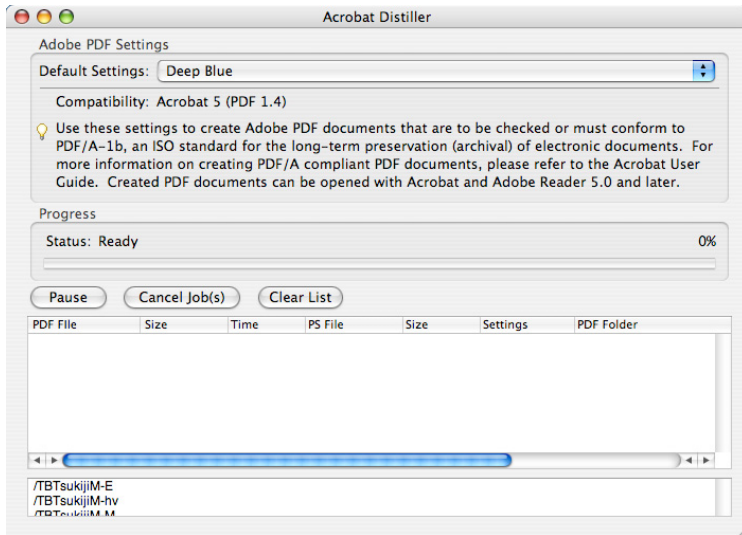 Acrobat Distiller
Adobe PDF Settings
Default Settings: Deep Blue
Compatibility: Acrobat 5 (PDF 1.4)
Use these settings to create Adobe PDF documents that are to be checked or must conform to
PDF/A-1b, an ISO standard for the long-term preservation (archival) of electronic documents. For
more information on creating PDF/A compliant PDF documents, please refer to the Acrobat User
Guide. Created PDF documents can be opened with Acrobat and Adobe Reader 5.0 and later.
Progress
Status: Ready 0%
Pause Cancel Job(s) Clear List
PDF FIle Size Time PS File Size Settings PDF Folder
/TBTsukijiM-E
/TBTsukijiM-hv
/TBTsukijiM-M